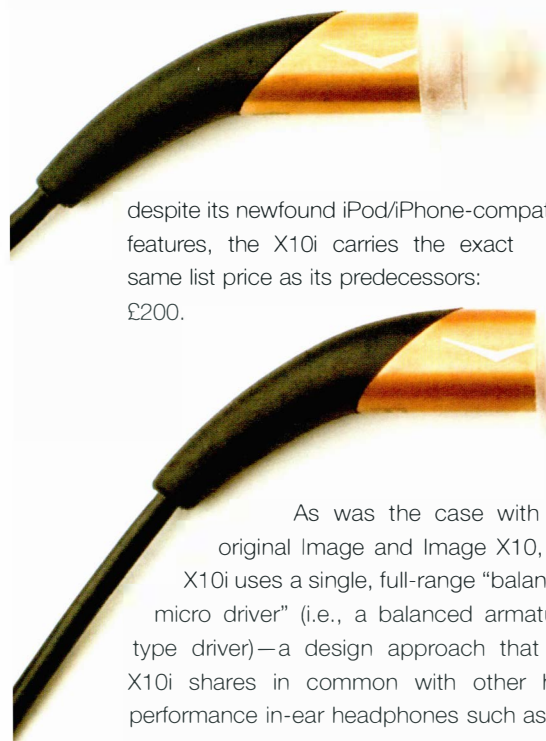 despite its newfound iPod/iPhone-compat
features, the X10i carries the exact
same list price as its predecessors:
£200.
As was the case with
original Image and Image X10,
X10i uses a single, full-range “balan
micro driver” (i.e., a balanced armatu
type driver)—a design approach that
X10i shares in common with other h
performance in-ear headphones such as